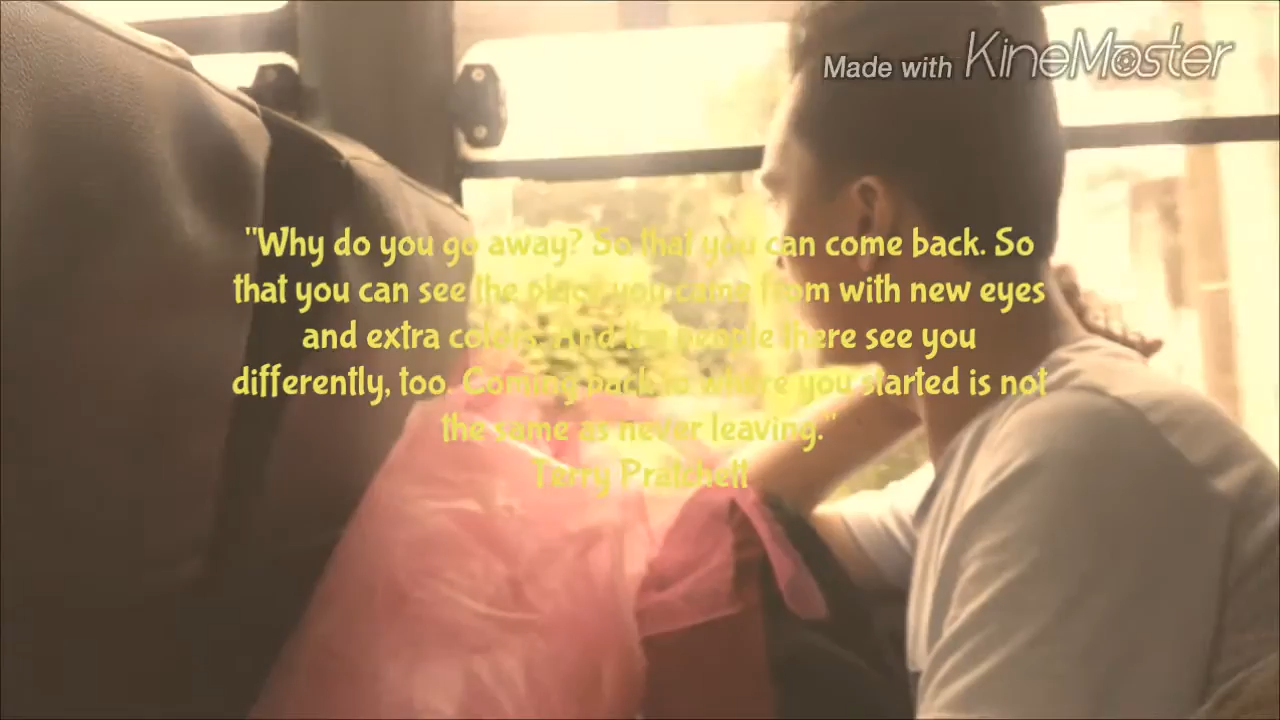 Made with KineMaster
"Why do you go away? So that you can come back. So
that you can see the place you came from with new eyes
and extra colors. And the people there see you
differently, too. Coming back to where you started is not
the same as never leaving."
Terry Pratchett